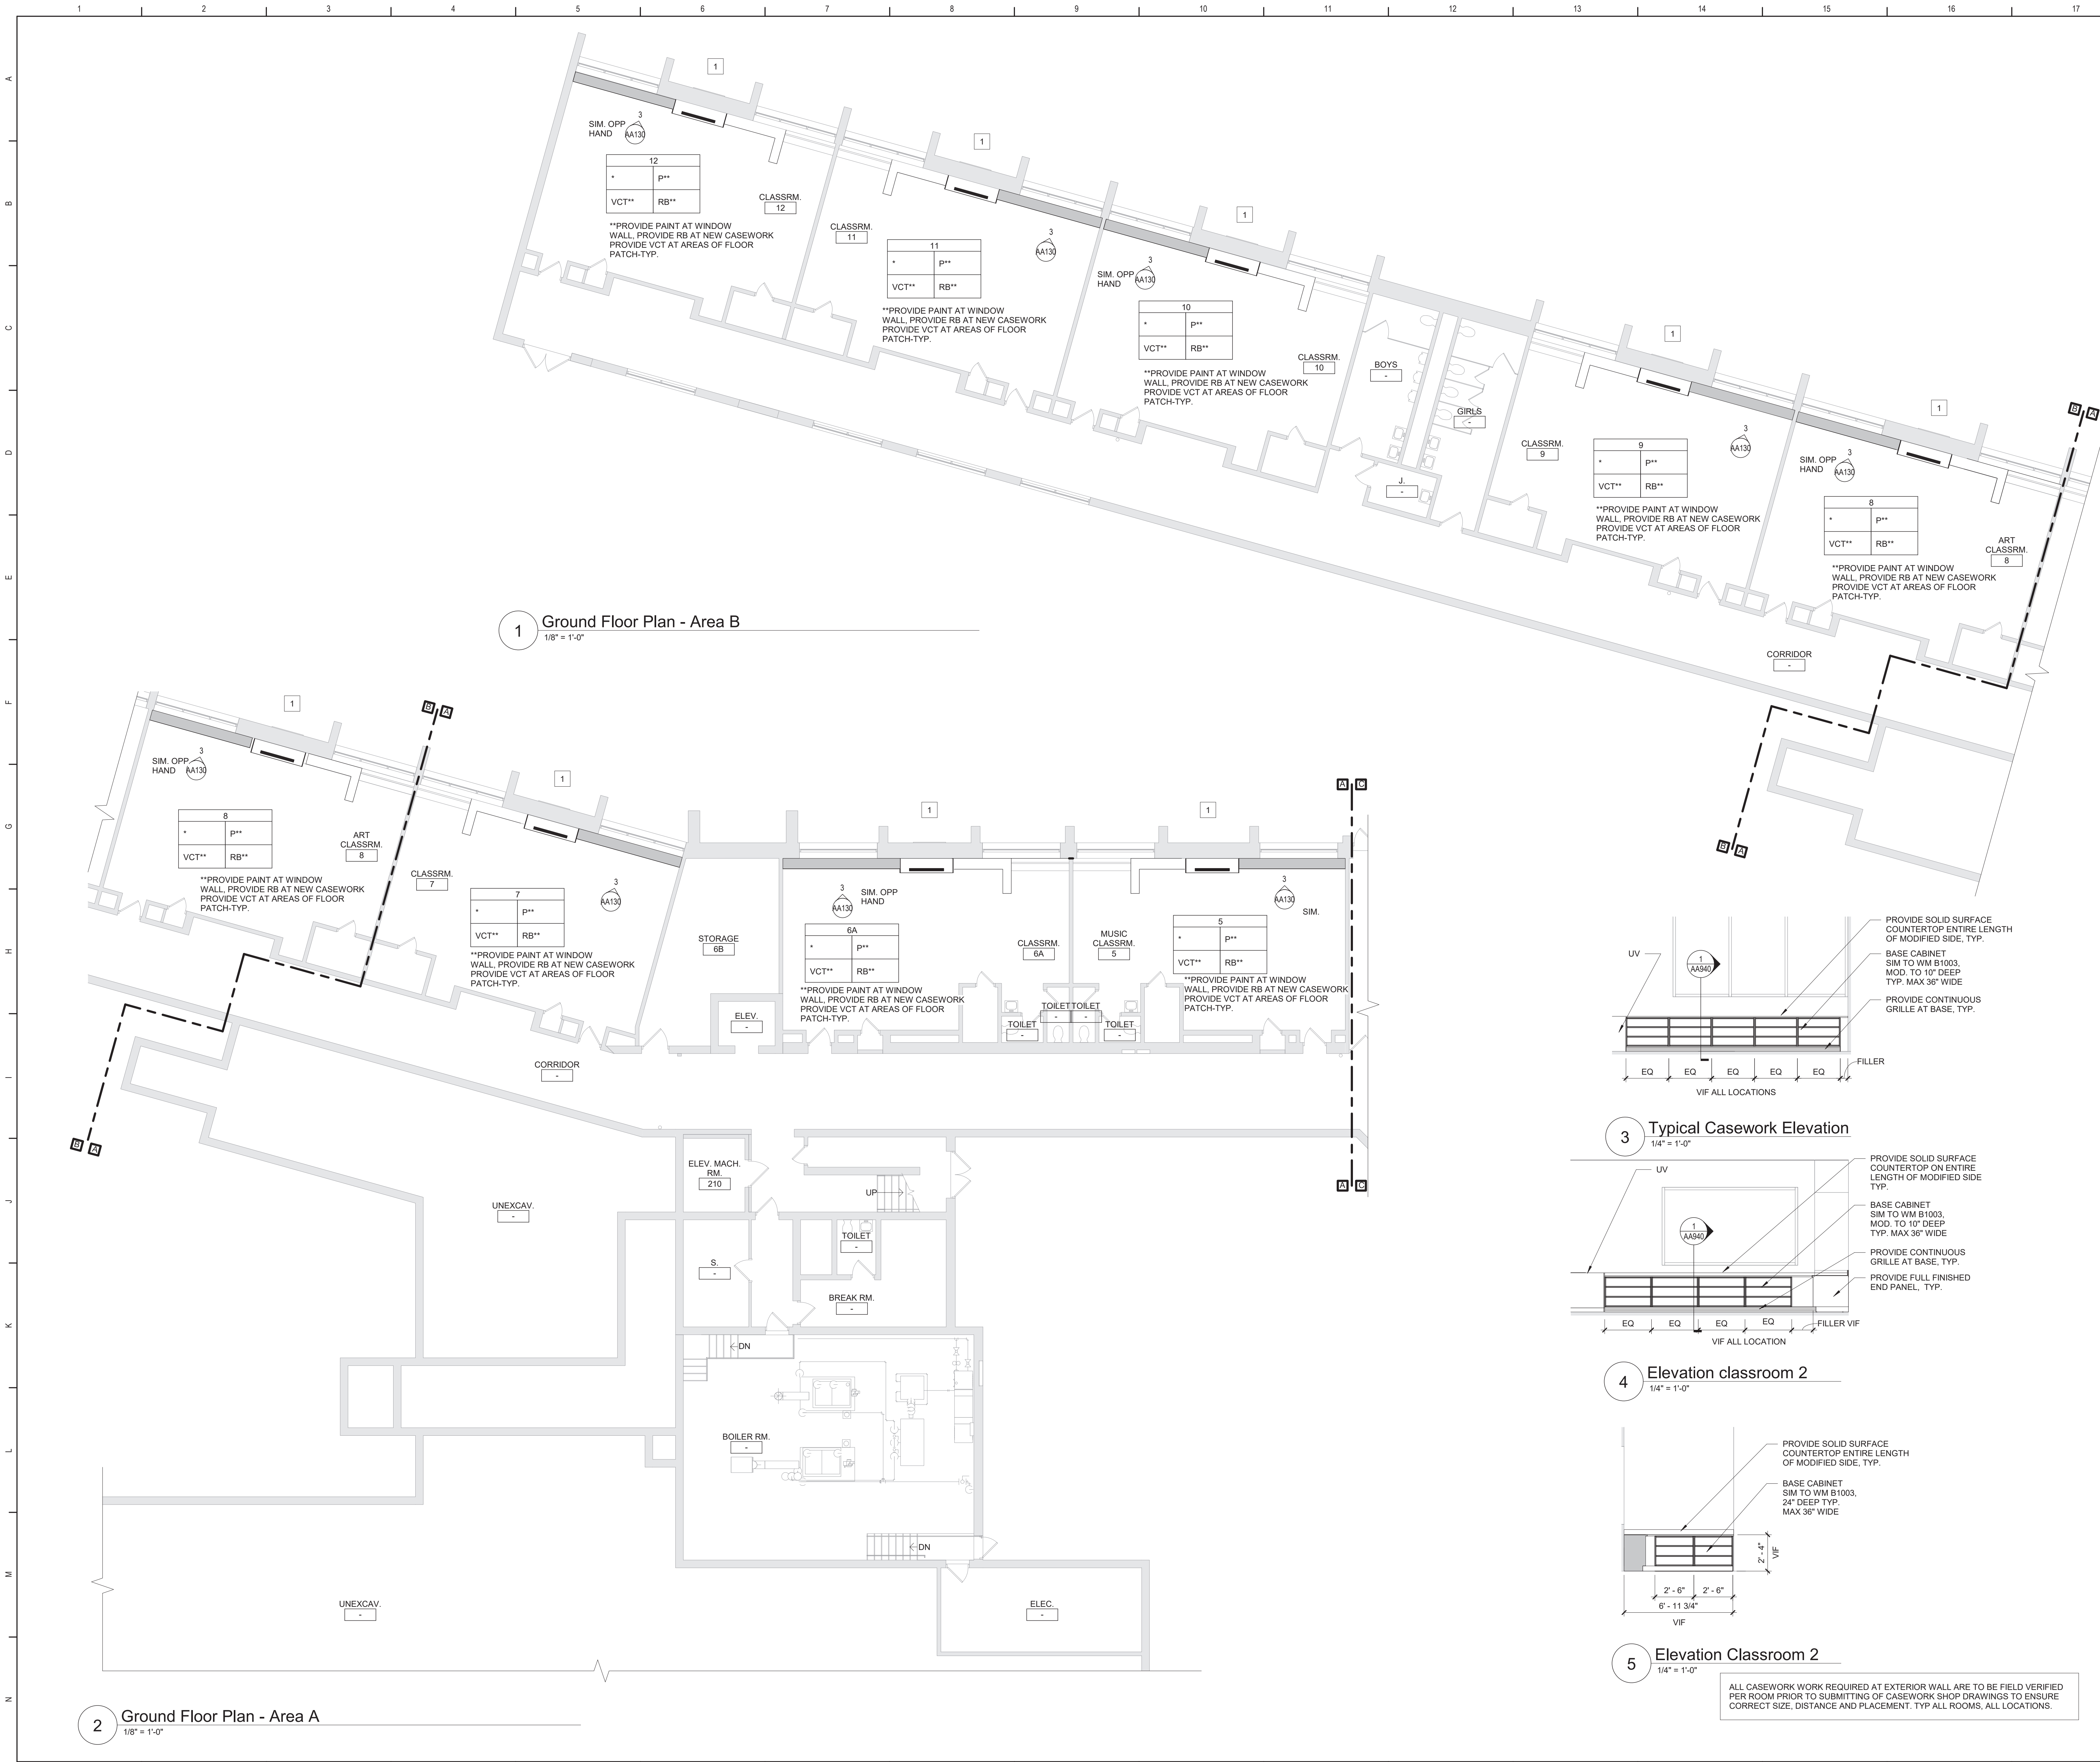 1 2 3 4 5 6 7 8 9 10 11 12 13 14 15 16 17
A
B
C
D
E
F
G
H
I
J
K
L
M
N
1
1
1
1
1
SIM. OPP
HAND
3
AA130
12
* P**
VCT** RB**
CLASSRM.
12
**PROVIDE PAINT AT WINDOW
WALL, PROVIDE RB AT NEW CASEWORK
PROVIDE VCT AT AREAS OF FLOOR
PATCH-TYP.
CLASSRM.
11
11
* P**
VCT** RB**
3
AA130
**PROVIDE PAINT AT WINDOW
WALL, PROVIDE RB AT NEW CASEWORK
PROVIDE VCT AT AREAS OF FLOOR
PATCH-TYP.
SIM. OPP
HAND
3
AA130
10
* P**
VCT** RB**
CLASSRM.
10
**PROVIDE PAINT AT WINDOW
WALL, PROVIDE RB AT NEW CASEWORK
PROVIDE VCT AT AREAS OF FLOOR
PATCH-TYP.
BOYS
-
GIRLS
-
J.
-
CLASSRM.
9
9
* P**
VCT** RB**
3
AA130
**PROVIDE PAINT AT WINDOW
WALL, PROVIDE RB AT NEW CASEWORK
PROVIDE VCT AT AREAS OF FLOOR
PATCH-TYP.
SIM. OPP
HAND
3
AA130
8
* P**
VCT** RB**
ART
CLASSRM.
8
**PROVIDE PAINT AT WINDOW
WALL, PROVIDE RB AT NEW CASEWORK
PROVIDE VCT AT AREAS OF FLOOR
PATCH-TYP.
B A
CORRIDOR
-
B A
1 Ground Floor Plan - Area B
1/8" = 1'-0"
1
B A
1
1
1
A C
SIM. OPP
HAND
3
AA130
8
* P**
VCT** RB**
ART
CLASSRM.
8
**PROVIDE PAINT AT WINDOW
WALL, PROVIDE RB AT NEW CASEWORK
PROVIDE VCT AT AREAS OF FLOOR
PATCH-TYP.
CLASSRM.
7
7
* P**
VCT** RB**
3
AA130
**PROVIDE PAINT AT WINDOW
WALL, PROVIDE RB AT NEW CASEWORK
PROVIDE VCT AT AREAS OF FLOOR
PATCH-TYP.
STORAGE
6B
3
AA130
SIM. OPP
HAND
6A
* P**
VCT** RB**
CLASSRM.
6A
**PROVIDE PAINT AT WINDOW
WALL, PROVIDE RB AT NEW CASEWORK
PROVIDE VCT AT AREAS OF FLOOR
PATCH-TYP.
MUSIC
CLASSRM.
5
5
* P**
VCT** RB**
3
AA130
SIM.
**PROVIDE PAINT AT WINDOW
WALL, PROVIDE RB AT NEW CASEWORK
PROVIDE VCT AT AREAS OF FLOOR
PATCH-TYP.
ELEV.
-
TOILET TOILET
- -
TOILET
-
TOILET
-
CORRIDOR
-
B A
A C
ELEV. MACH.
RM.
210
UP
UNEXCAV.
-
TOILET
-
S.
-
BREAK RM.
-
DN
BOILER RM.
-
DN
UNEXCAV.
-
ELEC.
-
2 Ground Floor Plan - Area A
1/8" = 1'-0"
UV
1
AA940
PROVIDE SOLID SURFACE
COUNTERTOP ENTIRE LENGTH
OF MODIFIED SIDE, TYP.
BASE CABINET
SIM TO WM B1003,
MOD. TO 10" DEEP
TYP. MAX 36" WIDE
PROVIDE CONTINUOUS
GRILLE AT BASE, TYP.
FILLER
EQ EQ EQ EQ EQ
VIF ALL LOCATIONS
3 Typical Casework Elevation
1/4" = 1'-0"
UV
1
AA940
PROVIDE SOLID SURFACE
COUNTERTOP ON ENTIRE
LENGTH OF MODIFIED SIDE
TYP.
BASE CABINET
SIM TO WM B1003,
MOD. TO 10" DEEP
TYP. MAX 36" WIDE
PROVIDE CONTINUOUS
GRILLE AT BASE, TYP.
PROVIDE FULL FINISHED
END PANEL, TYP.
EQ EQ EQ EQ FILLER VIF
VIF ALL LOCATION
4 Elevation classroom 2
1/4" = 1'-0"
PROVIDE SOLID SURFACE
COUNTERTOP ENTIRE LENGTH
OF MODIFIED SIDE, TYP.
BASE CABINET
SIM TO WM B1003,
24" DEEP TYP.
MAX 36" WIDE
2' - 4"
VIF
2' - 6" 2' - 6"
6' - 11 3/4"
VIF
5 Elevation Classroom 2
1/4" = 1'-0"
ALL CASEWORK WORK REQUIRED AT EXTERIOR WALL ARE TO BE FIELD VERIFIED
PER ROOM PRIOR TO SUBMITTING OF CASEWORK SHOP DRAWINGS TO ENSURE
CORRECT SIZE, DISTANCE AND PLACEMENT. TYP ALL ROOMS, ALL LOCATIONS.